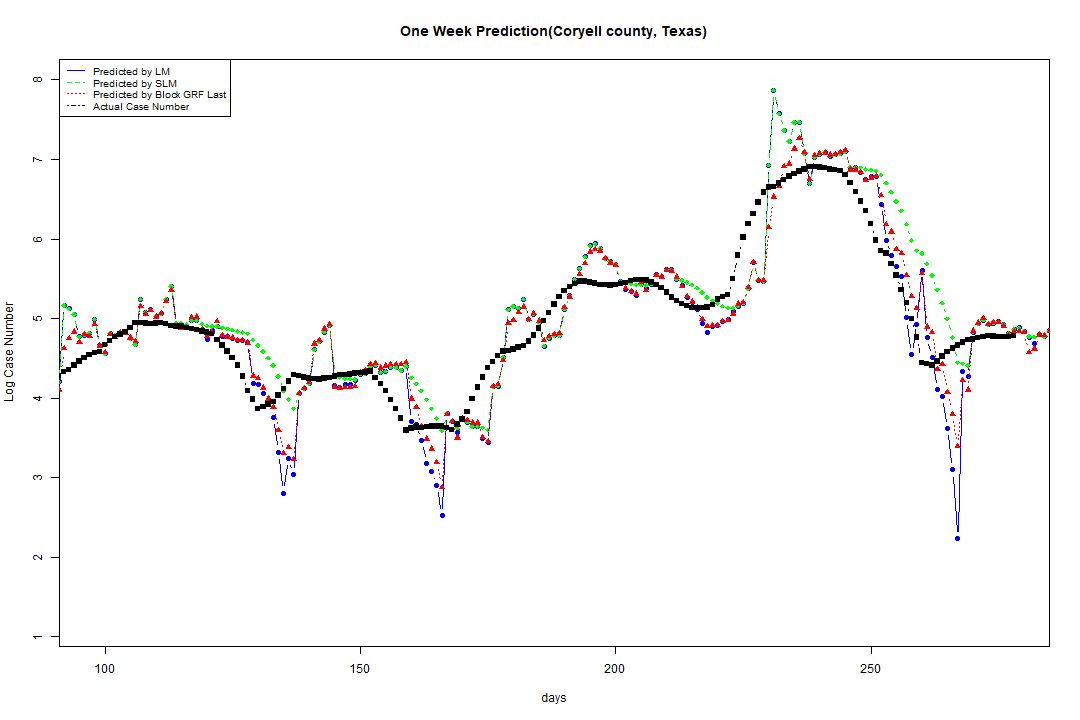 One Week Prediction(Coryell county, Texas)
Predicted by LM
Predicted by SLM
Predicted by Block GRF Last
Actual Case Number
8
7
6
5
4
3
2
1
Log Case Number
100 150 200 250
days